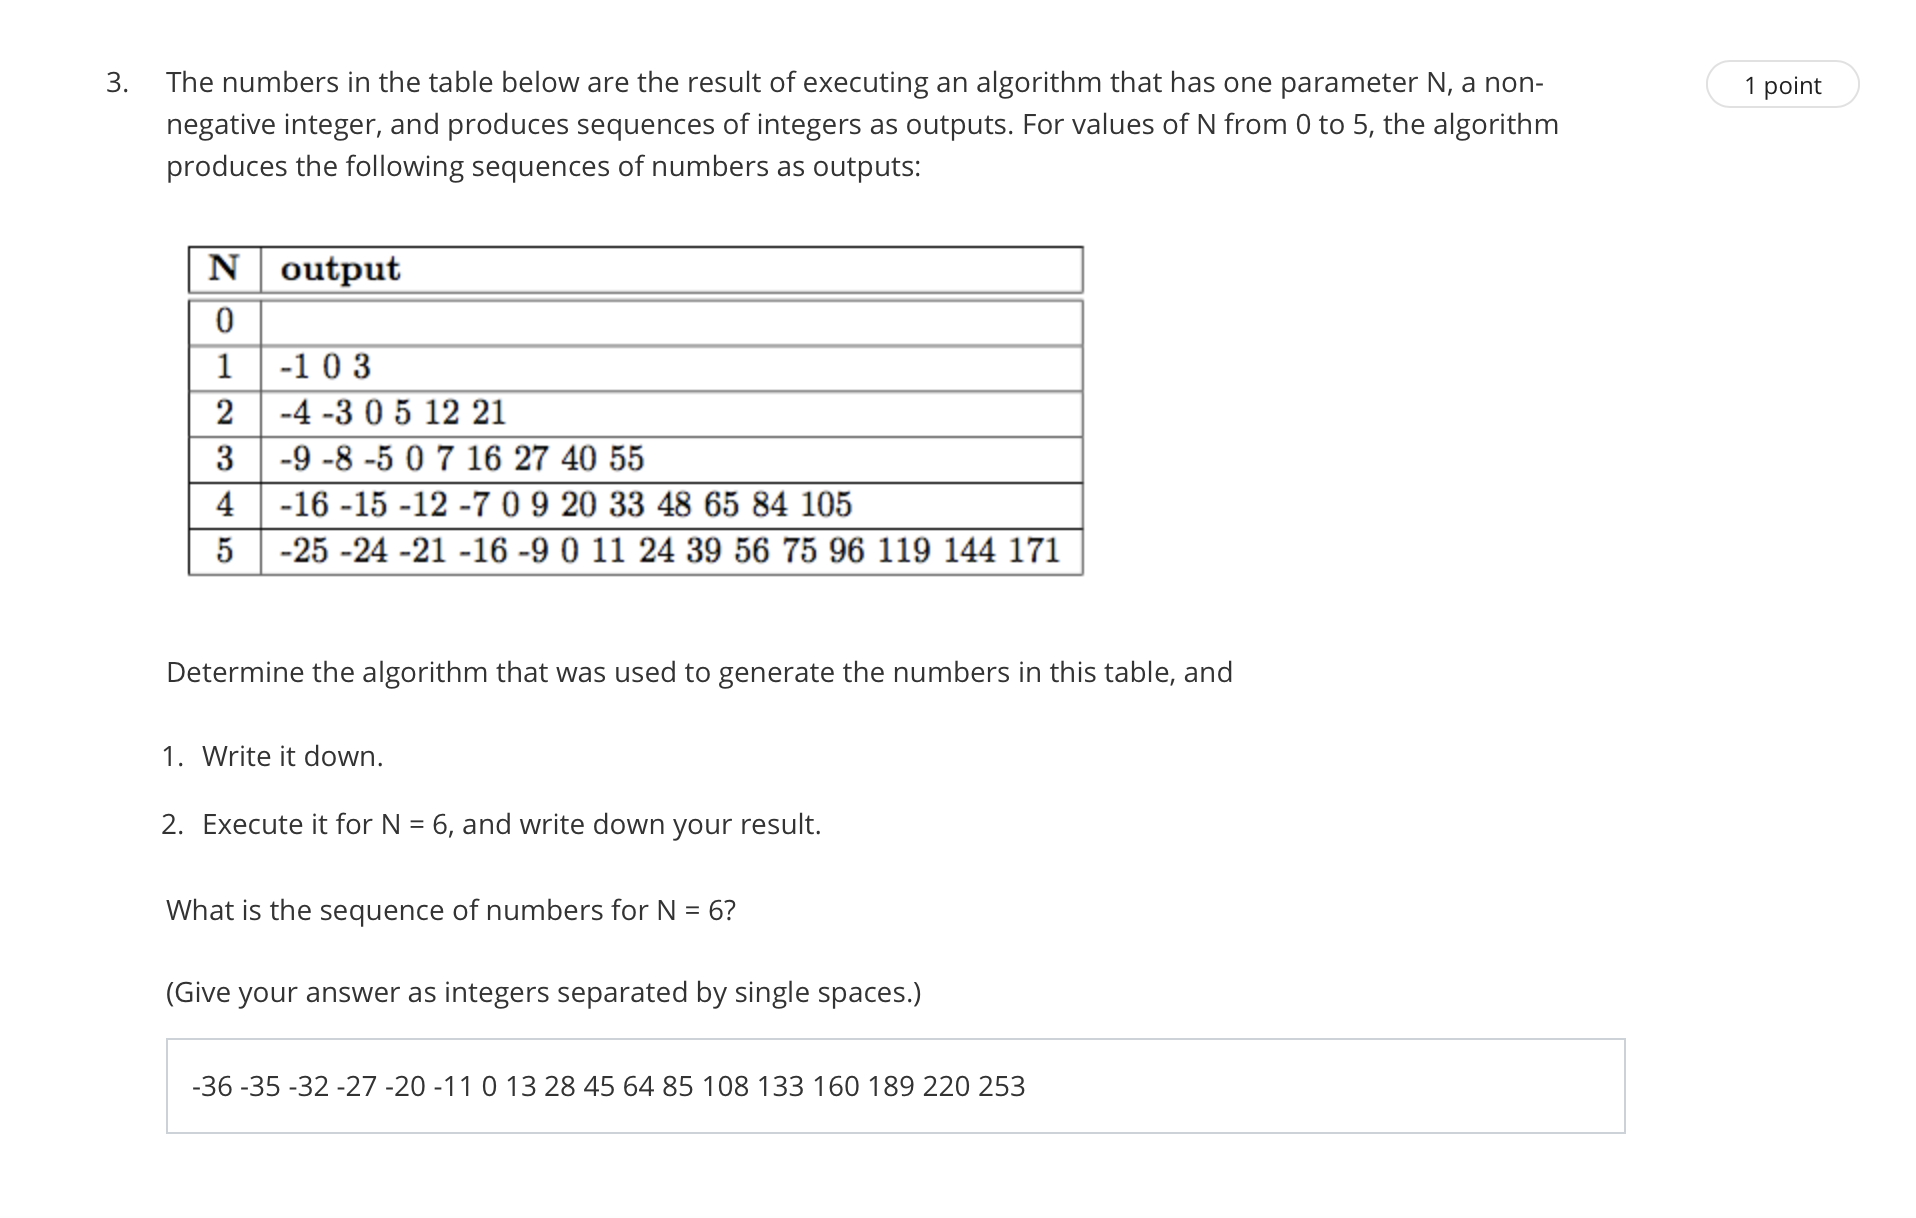 3. The numbers in the table below are the result of executing an algorithm that has one parameter N, a non-
1 point
negative integer, and produces sequences of integers as outputs. For values of N from 0 to 5, the algorithm
produces the following sequences of numbers as outputs:
N output
0
1 -1 0 3
2 -4 -3 0 5 12 21
3 -9 -8 -5 0 7 16 27 40 55
4 -16 -15 -12 -7 0 9 20 33 48 65 84 105
5 -25 -24 -21 -16 -9 0 11 24 39 56 75 96 119 144 171
Determine the algorithm that was used to generate the numbers in this table, and
1. Write it down.
2. Execute it for N = 6, and write down your result.
What is the sequence of numbers for N = 6?
(Give your answer as integers separated by single spaces.)
-36 -35 -32 -27 -20 -11 0 13 28 45 64 85 108 133 160 189 220 253